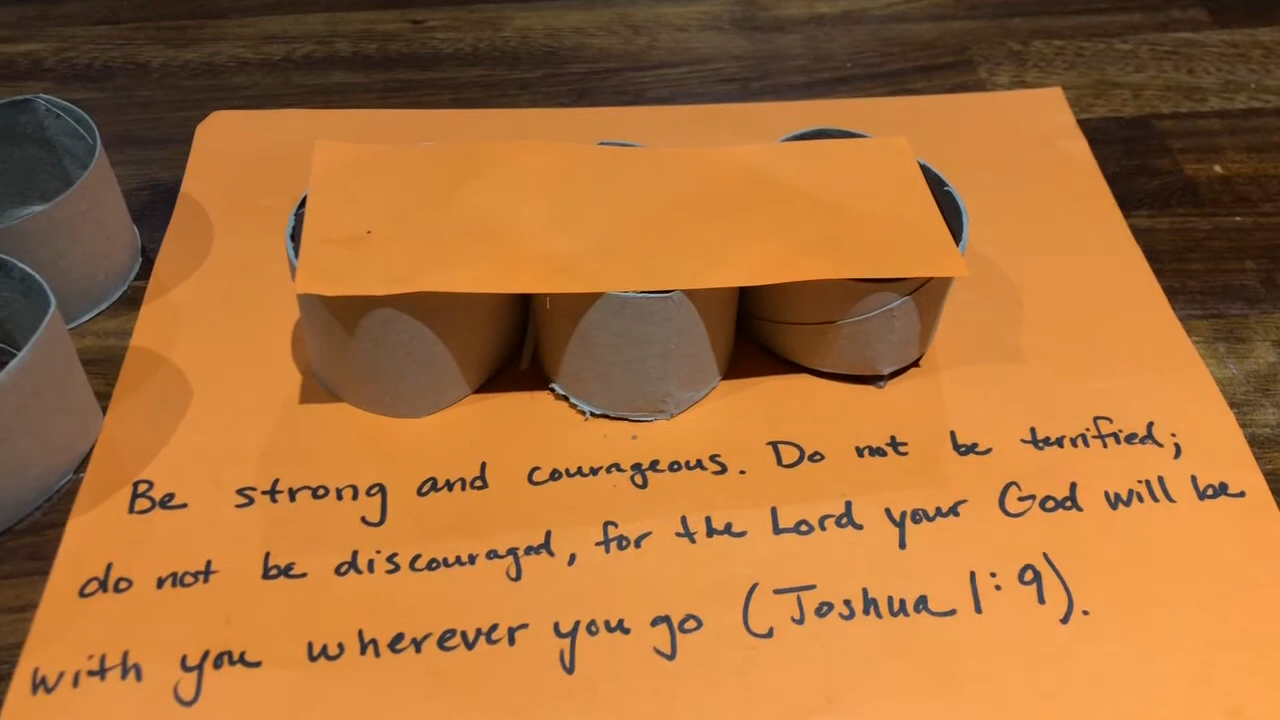 Be strong and courageous. Do not be terrified;
do not be discouraged, for the Lord your God will be
with you wherever you go (Joshua 1:9).